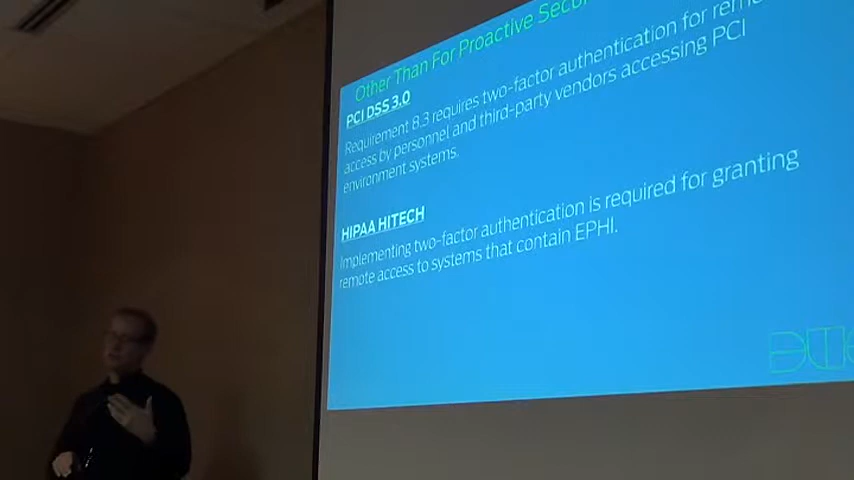 Other Than For Proactive
PCI DSS 3.0
Requirement 8.3 requires two-factor authentication for
access by personnel and third-party vendors accessing PCI
environment systems.
HIPAA HITECH
Implementing two-factor authentication is required for granting
remote access to systems that contain EPHI.